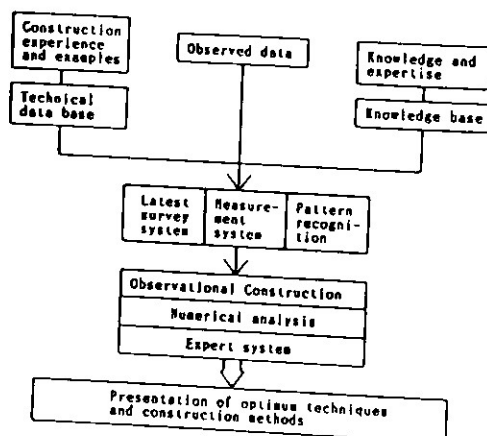 Construction
experience
and examples
Observed data
Knowledge and
expertise
Technical
data base
Knowledge base
Latest
survey
system
Measure-
ment
system
Pattern
recogni-
tion
Observational Construction
Numerical analysis
Expert system
Presentation of optimum techniques
and construction methods